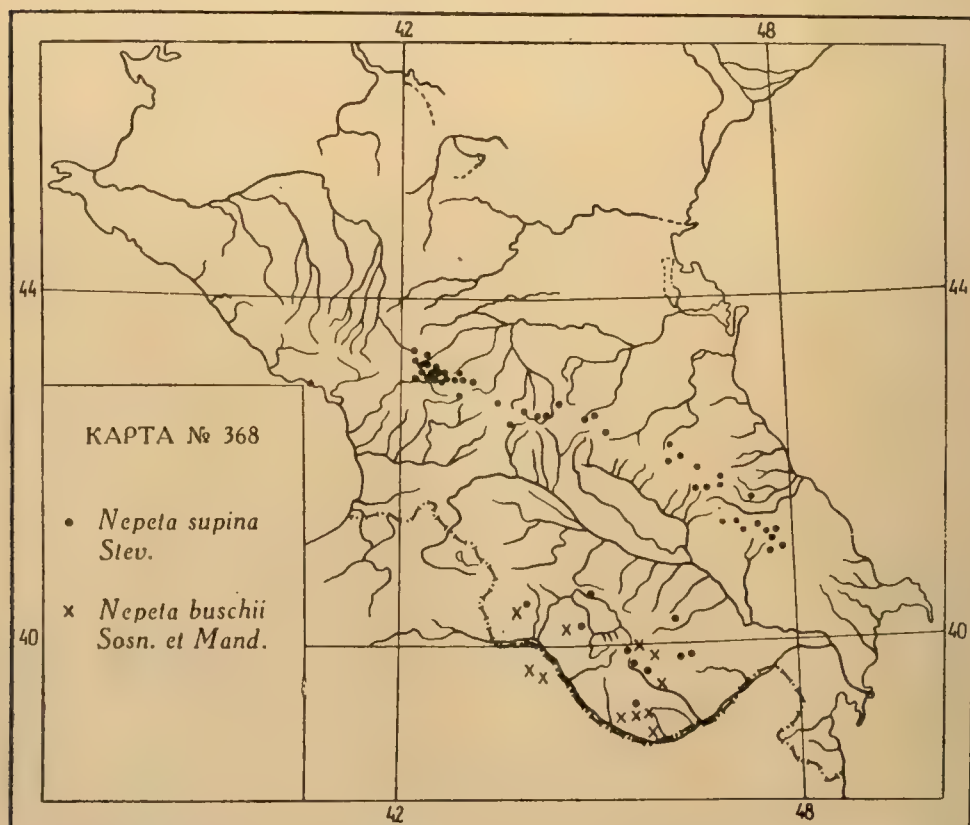 42 48
44 44
КАРТА № 368
• Nepeta supina
Stev.
x Nepeta buschii
Sosn. et Mand.
40 40
42 48